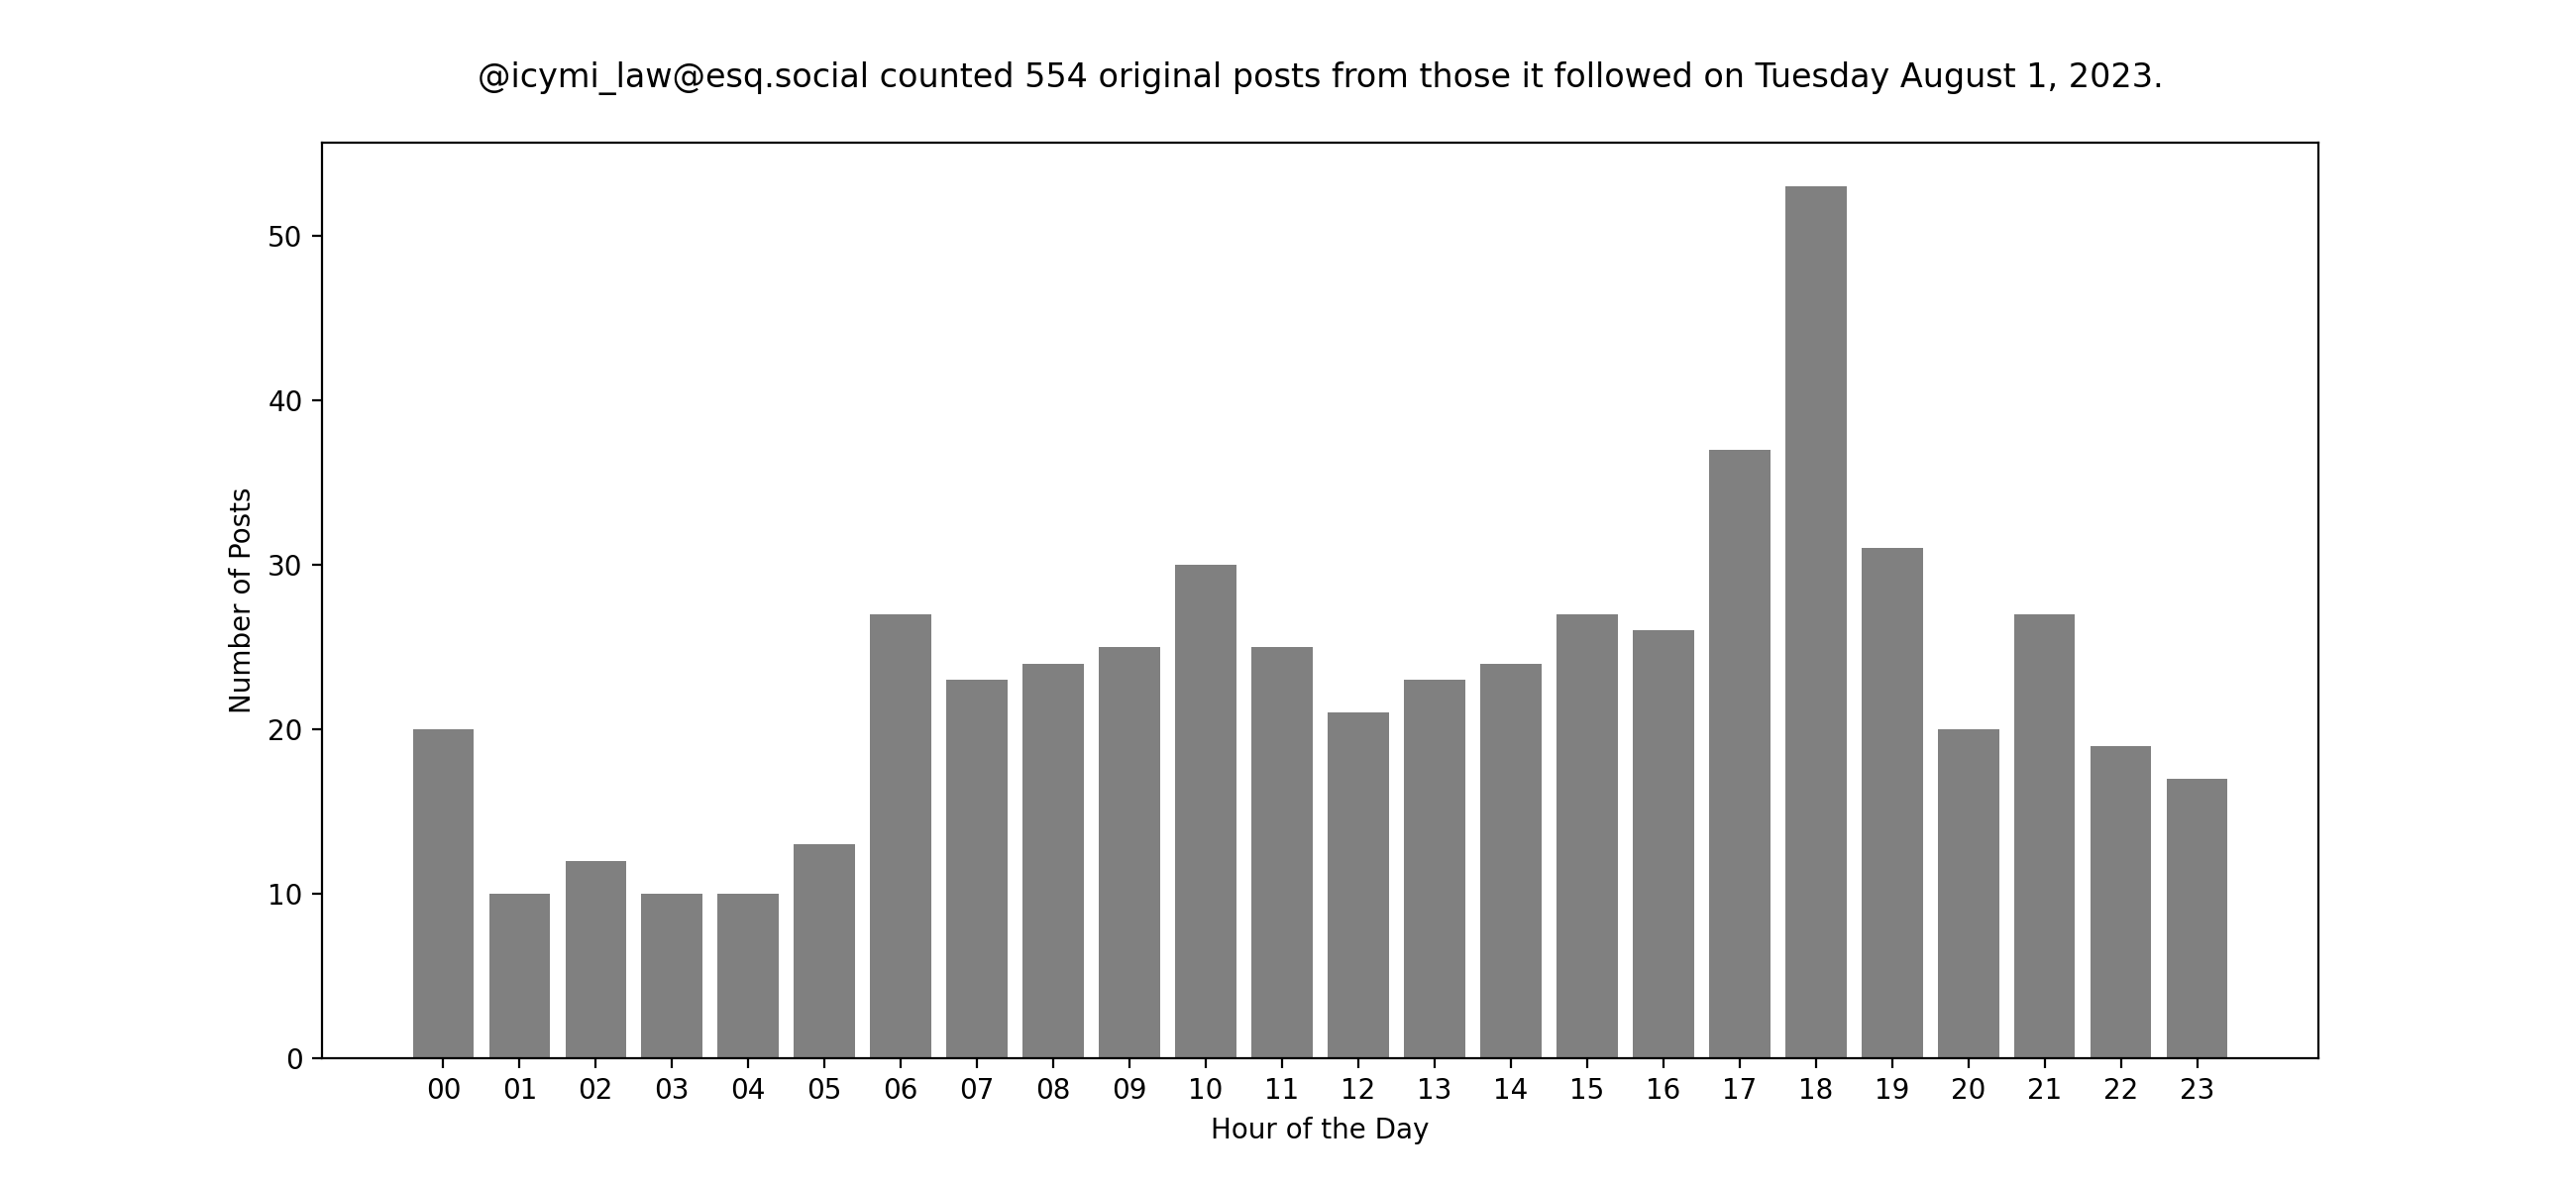 @icymi_law@esq.social counted 554 original posts from those it followed on Tuesday August 1, 2023.
50
40
30
20
10
0
Number of Posts
00 01 02 03 04 05 06 07 08 09 10 11 12 13 14 15 16 17 18 19 20 21 22 23
Hour of the Day